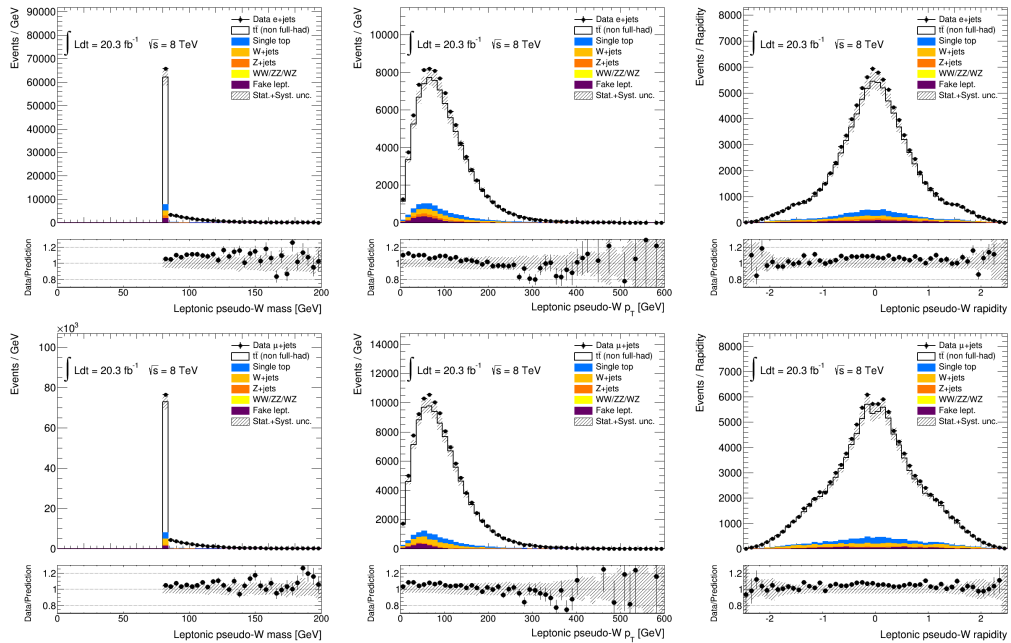 Events / GeV
90000
80000
70000
60000
50000
40000
30000
20000
10000
0
∫ Ldt = 20.3 fb⁻¹ √s = 8 TeV
Data e+jets
tt̄ (non full-had)
Single top
W+jets
Z+jets
WW/ZZ/WZ
Fake lept.
Stat.+Syst. unc.
Data/Prediction
1.2
1
0.8
0 50 100 150 200
Leptonic pseudo-W mass [GeV]
Events / GeV
10000
8000
6000
4000
2000
0
∫ Ldt = 20.3 fb⁻¹ √s = 8 TeV
Data e+jets
tt̄ (non full-had)
Single top
W+jets
Z+jets
WW/ZZ/WZ
Fake lept.
Stat.+Syst. unc.
Data/Prediction
1.2
1
0.8
0 100 200 300 400 500 600
Leptonic pseudo-W p_T [GeV]
Events / Rapidity
8000
7000
6000
5000
4000
3000
2000
1000
0
∫ Ldt = 20.3 fb⁻¹ √s = 8 TeV
Data e+jets
tt̄ (non full-had)
Single top
W+jets
Z+jets
WW/ZZ/WZ
Fake lept.
Stat.+Syst. unc.
Data/Prediction
1.2
1
0.8
-2 -1 0 1 2
Leptonic pseudo-W rapidity
×10³
Events / GeV
100
80
60
40
20
0
∫ Ldt = 20.3 fb⁻¹ √s = 8 TeV
Data μ+jets
tt̄ (non full-had)
Single top
W+jets
Z+jets
WW/ZZ/WZ
Fake lept.
Stat.+Syst. unc.
Data/Prediction
1.2
1
0.8
0 50 100 150 200
Leptonic pseudo-W mass [GeV]
Events / GeV
14000
12000
10000
8000
6000
4000
2000
0
∫ Ldt = 20.3 fb⁻¹ √s = 8 TeV
Data μ+jets
tt̄ (non full-had)
Single top
W+jets
Z+jets
WW/ZZ/WZ
Fake lept.
Stat.+Syst. unc.
Data/Prediction
1.2
1
0.8
0 100 200 300 400 500 600
Leptonic pseudo-W p_T [GeV]
Events / Rapidity
8000
7000
6000
5000
4000
3000
2000
1000
0
∫ Ldt = 20.3 fb⁻¹ √s = 8 TeV
Data μ+jets
tt̄ (non full-had)
Single top
W+jets
Z+jets
WW/ZZ/WZ
Fake lept.
Stat.+Syst. unc.
Data/Prediction
1.2
1
0.8
-2 -1 0 1 2
Leptonic pseudo-W rapidity